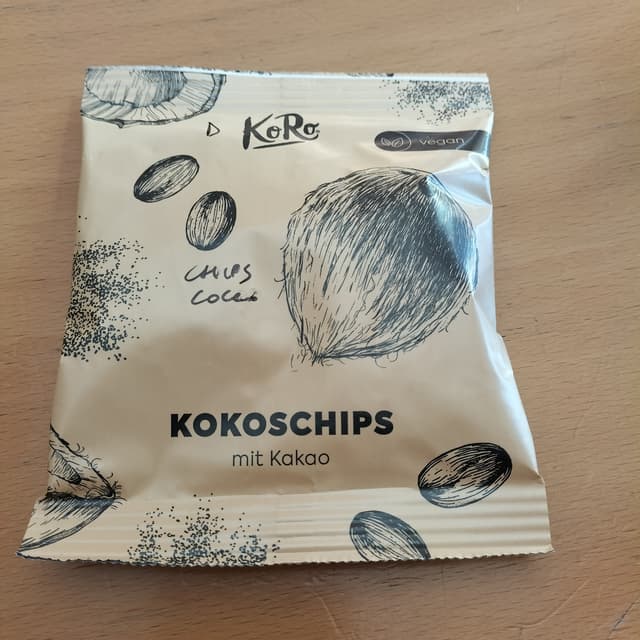 KoRo
vegan
CHIPS
COCO
KOKOSCHIPS
mit Kakao